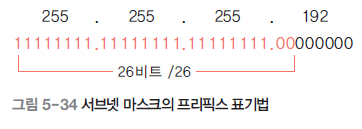 255 . 255 . 255 . 192
11111111.11111111.11111111.00000000
26비트 /26
그림 5-34 서브넷 마스크의 프리픽스 표기법